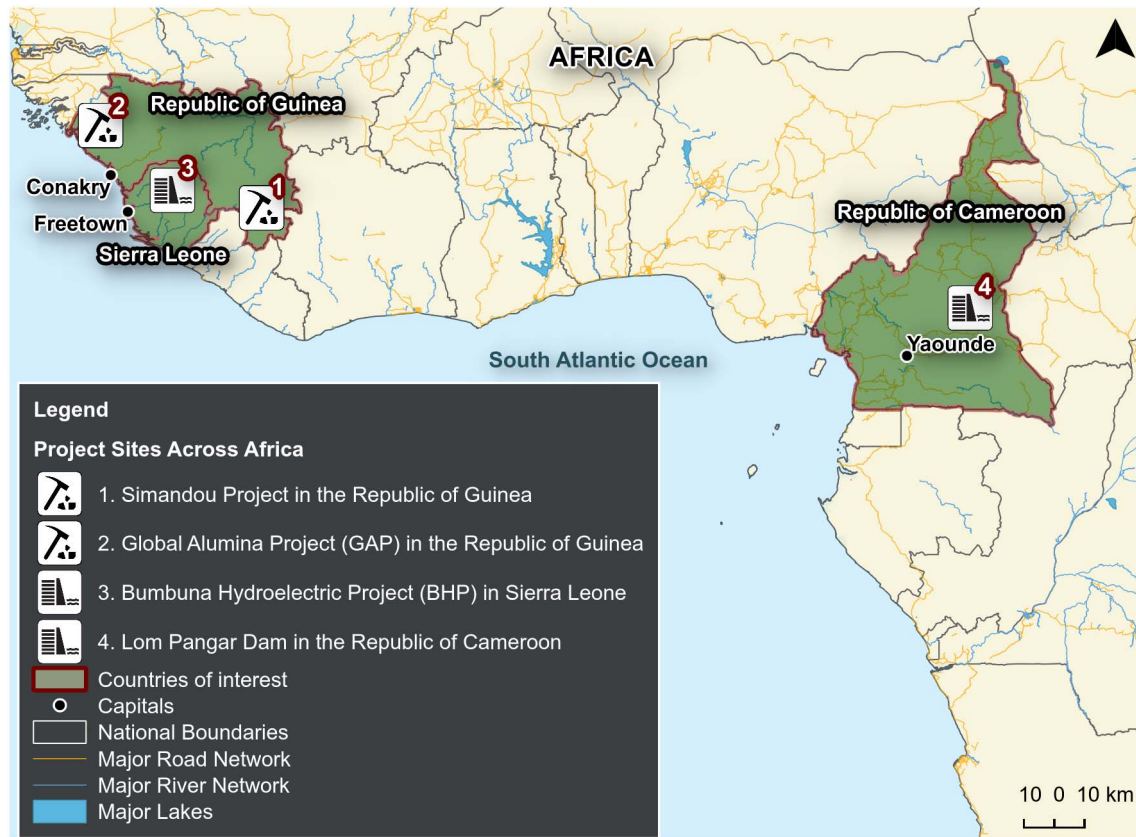 AFRICA
2
Republic of Guinea
3
1
Conakry
Freetown
Sierra Leone
Republic of Cameroon
4
Yaounde
South Atlantic Ocean
Legend
Project Sites Across Africa
1. Simandou Project in the Republic of Guinea
2. Global Alumina Project (GAP) in the Republic of Guinea
3. Bumbuna Hydroelectric Project (BHP) in Sierra Leone
4. Lom Pangar Dam in the Republic of Cameroon
Countries of interest
Capitals
National Boundaries
Major Road Network
Major River Network
Major Lakes
10 0 10 km